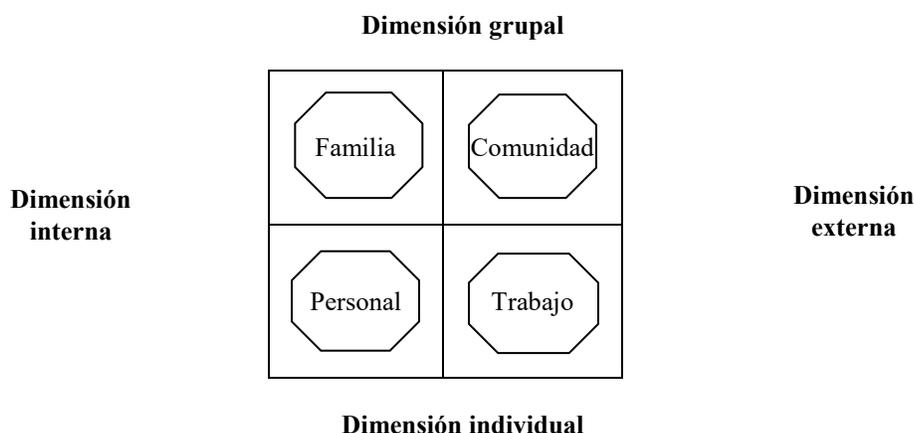 Dimensión grupal
Familia
Comunidad
Dimensión
interna
Dimensión
externa
Personal
Trabajo
Dimensión individual